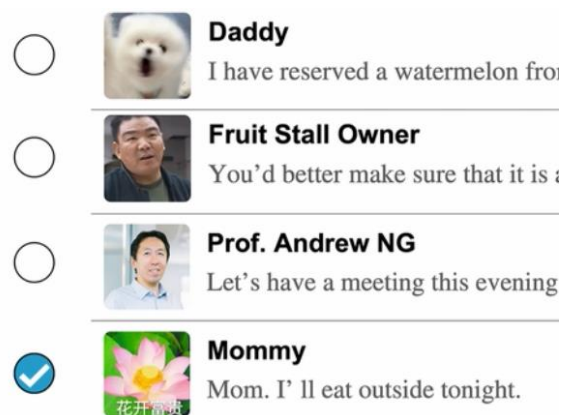 Daddy
I have reserved a watermelon
Fruit Stall Owner
You'd better make sure that it is
Prof. Andrew NG
Let's have a meeting this evening
Mommy
Mom. I' ll eat outside tonight.
花开富贵